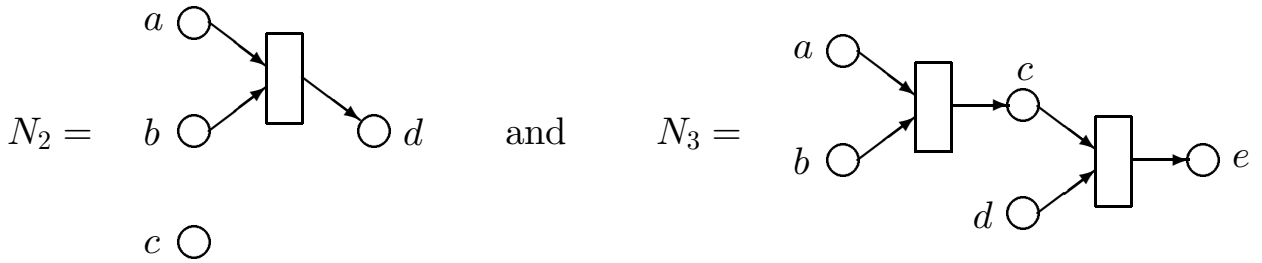 a
N₂ = b d and N₃ = a b c d e
c